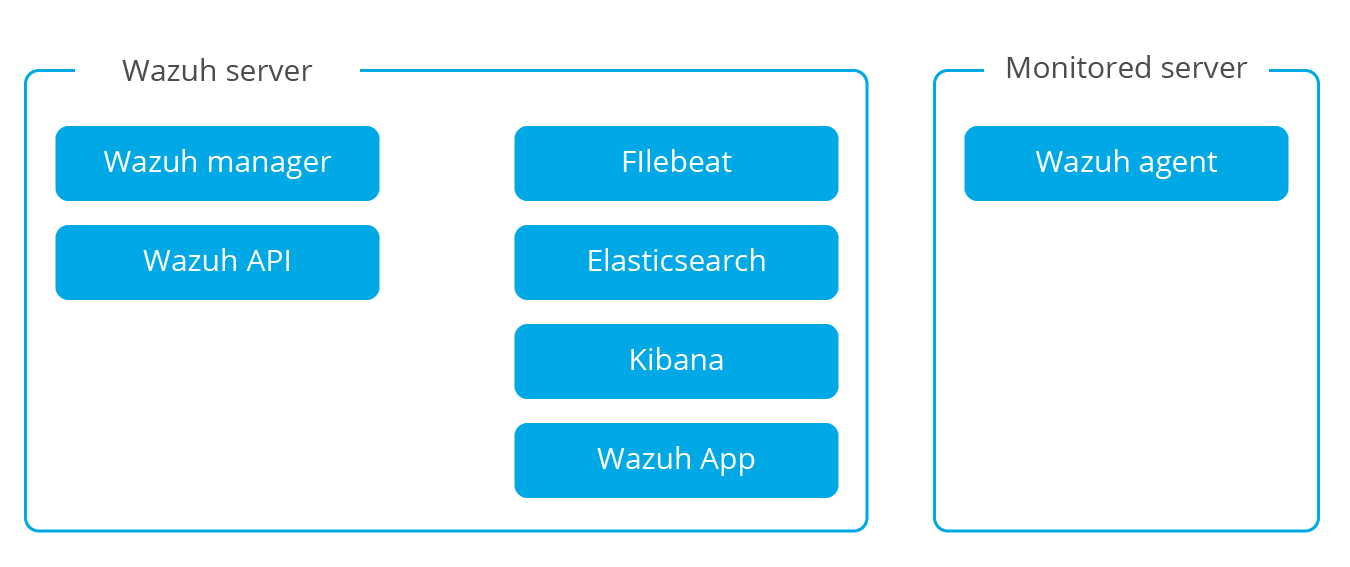 Wazuh server
Wazuh manager
Wazuh API
FIlebeat
Elasticsearch
Kibana
Wazuh App
Monitored server
Wazuh agent